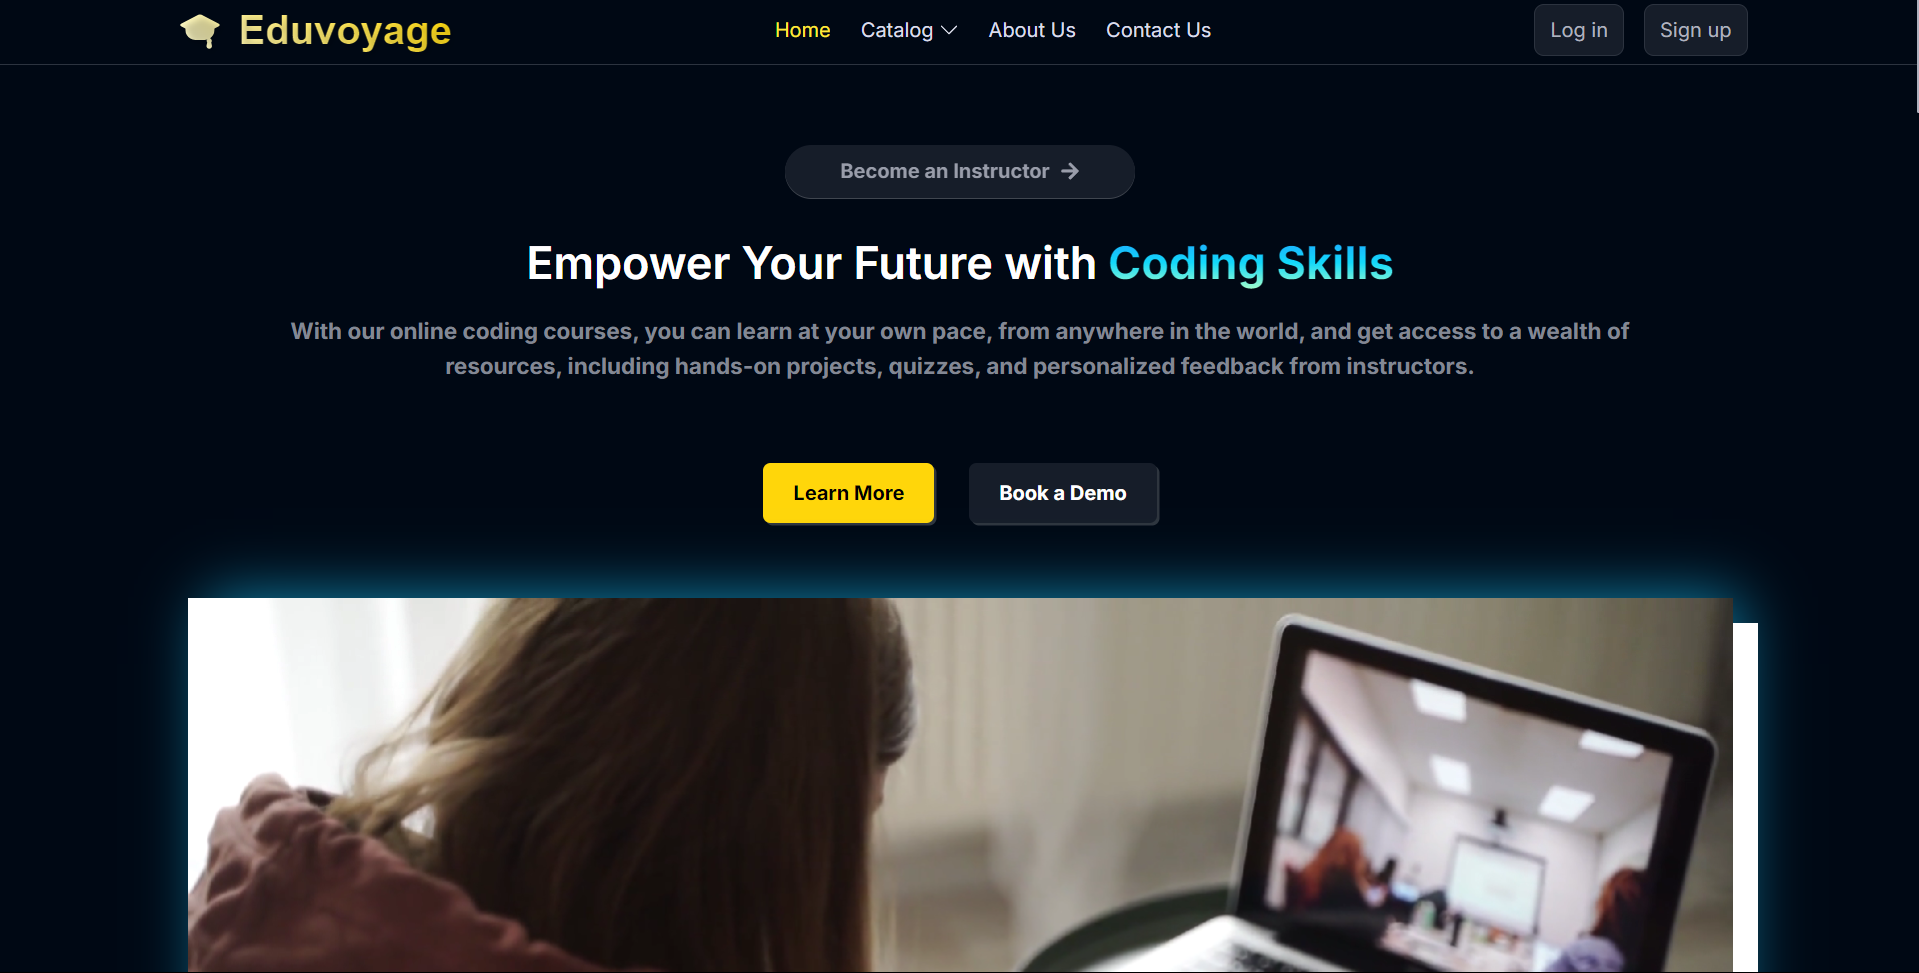 Eduvoyage
Home
Catalog
About Us
Contact Us
Log in
Sign up
Become an Instructor
Empower Your Future with Coding Skills
With our online coding courses, you can learn at your own pace, from anywhere in the world, and get access to a wealth of
resources, including hands-on projects, quizzes, and personalized feedback from instructors.
Learn More
Book a Demo